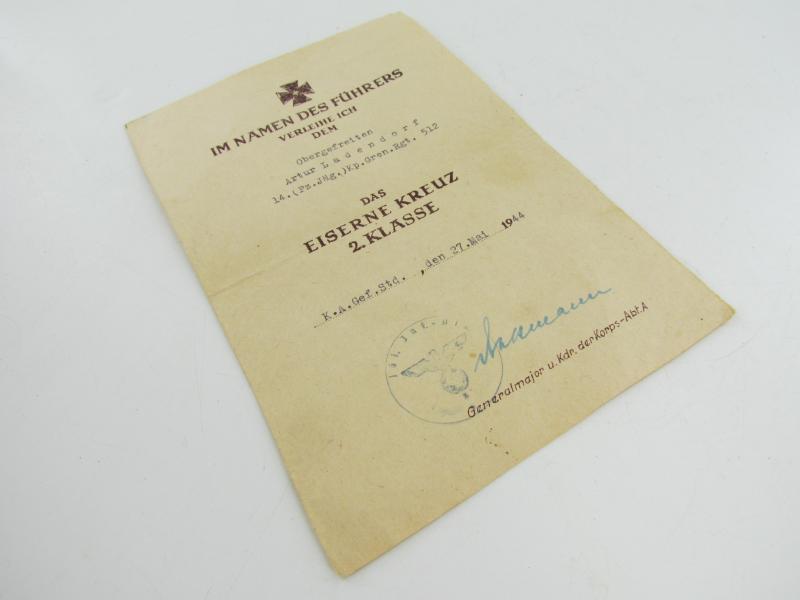 IM NAMEN DES FÜHRERS
VERLEIHE ICH
DEM
Obergefreiten
Artur Ladendorf
14.(Pz.Jäg.)Kp.Gren.Rgt. 512
DAS
EISERNE KREUZ
2. KLASSE
K.A.Gef.Std. , den 27.Mai 1944
Generalmajor u. Kdr. der Korps-Abt. A